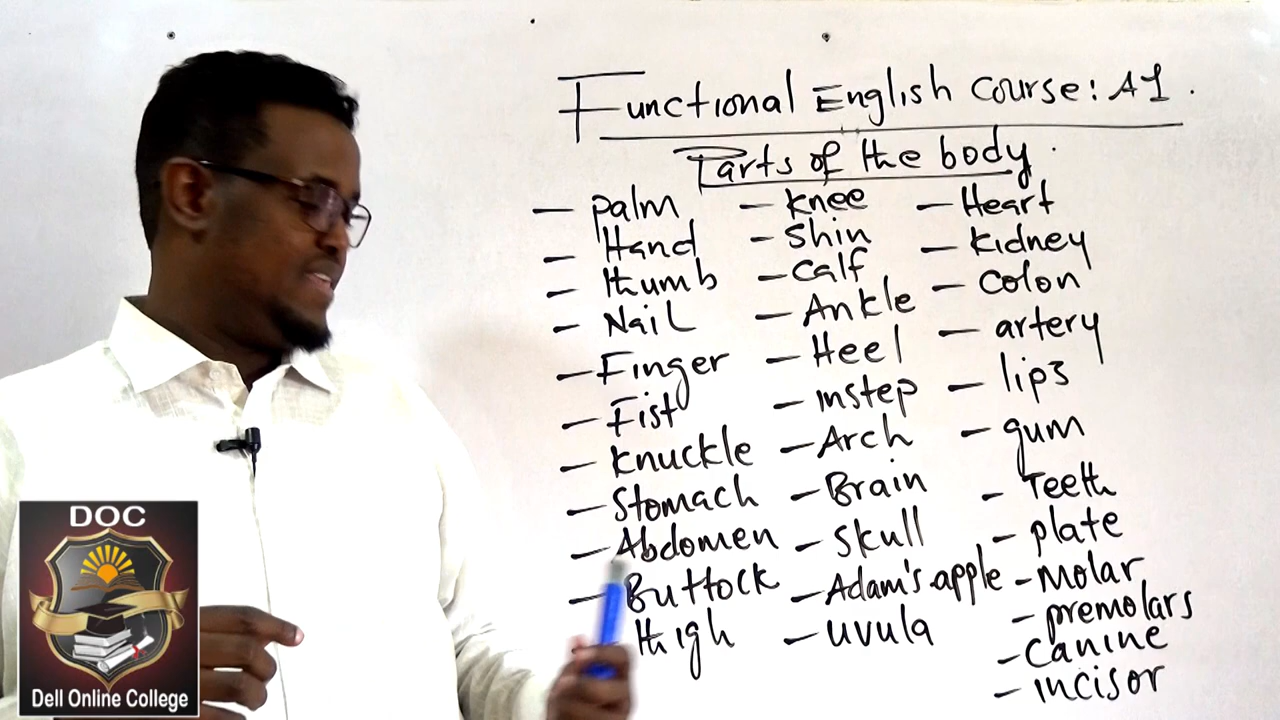 Functional English Course: A1.
Parts of the body.
– palm
– Hand
– thumb
– Nail
– Finger
– Fist
– Knuckle
– Stomach
– Abdomen
– Buttock
thigh
– Knee
– Shin
– Calf
– Ankle
– Heel
– instep
– Arch
– Brain
– Skull
– Adam's apple
– uvula
– Heart
– Kidney
– Colon
– artery
– lips
– gum
– Teeth
– plate
– Molar
– premolars
– Canine
– incisor
DOC
Dell Online College